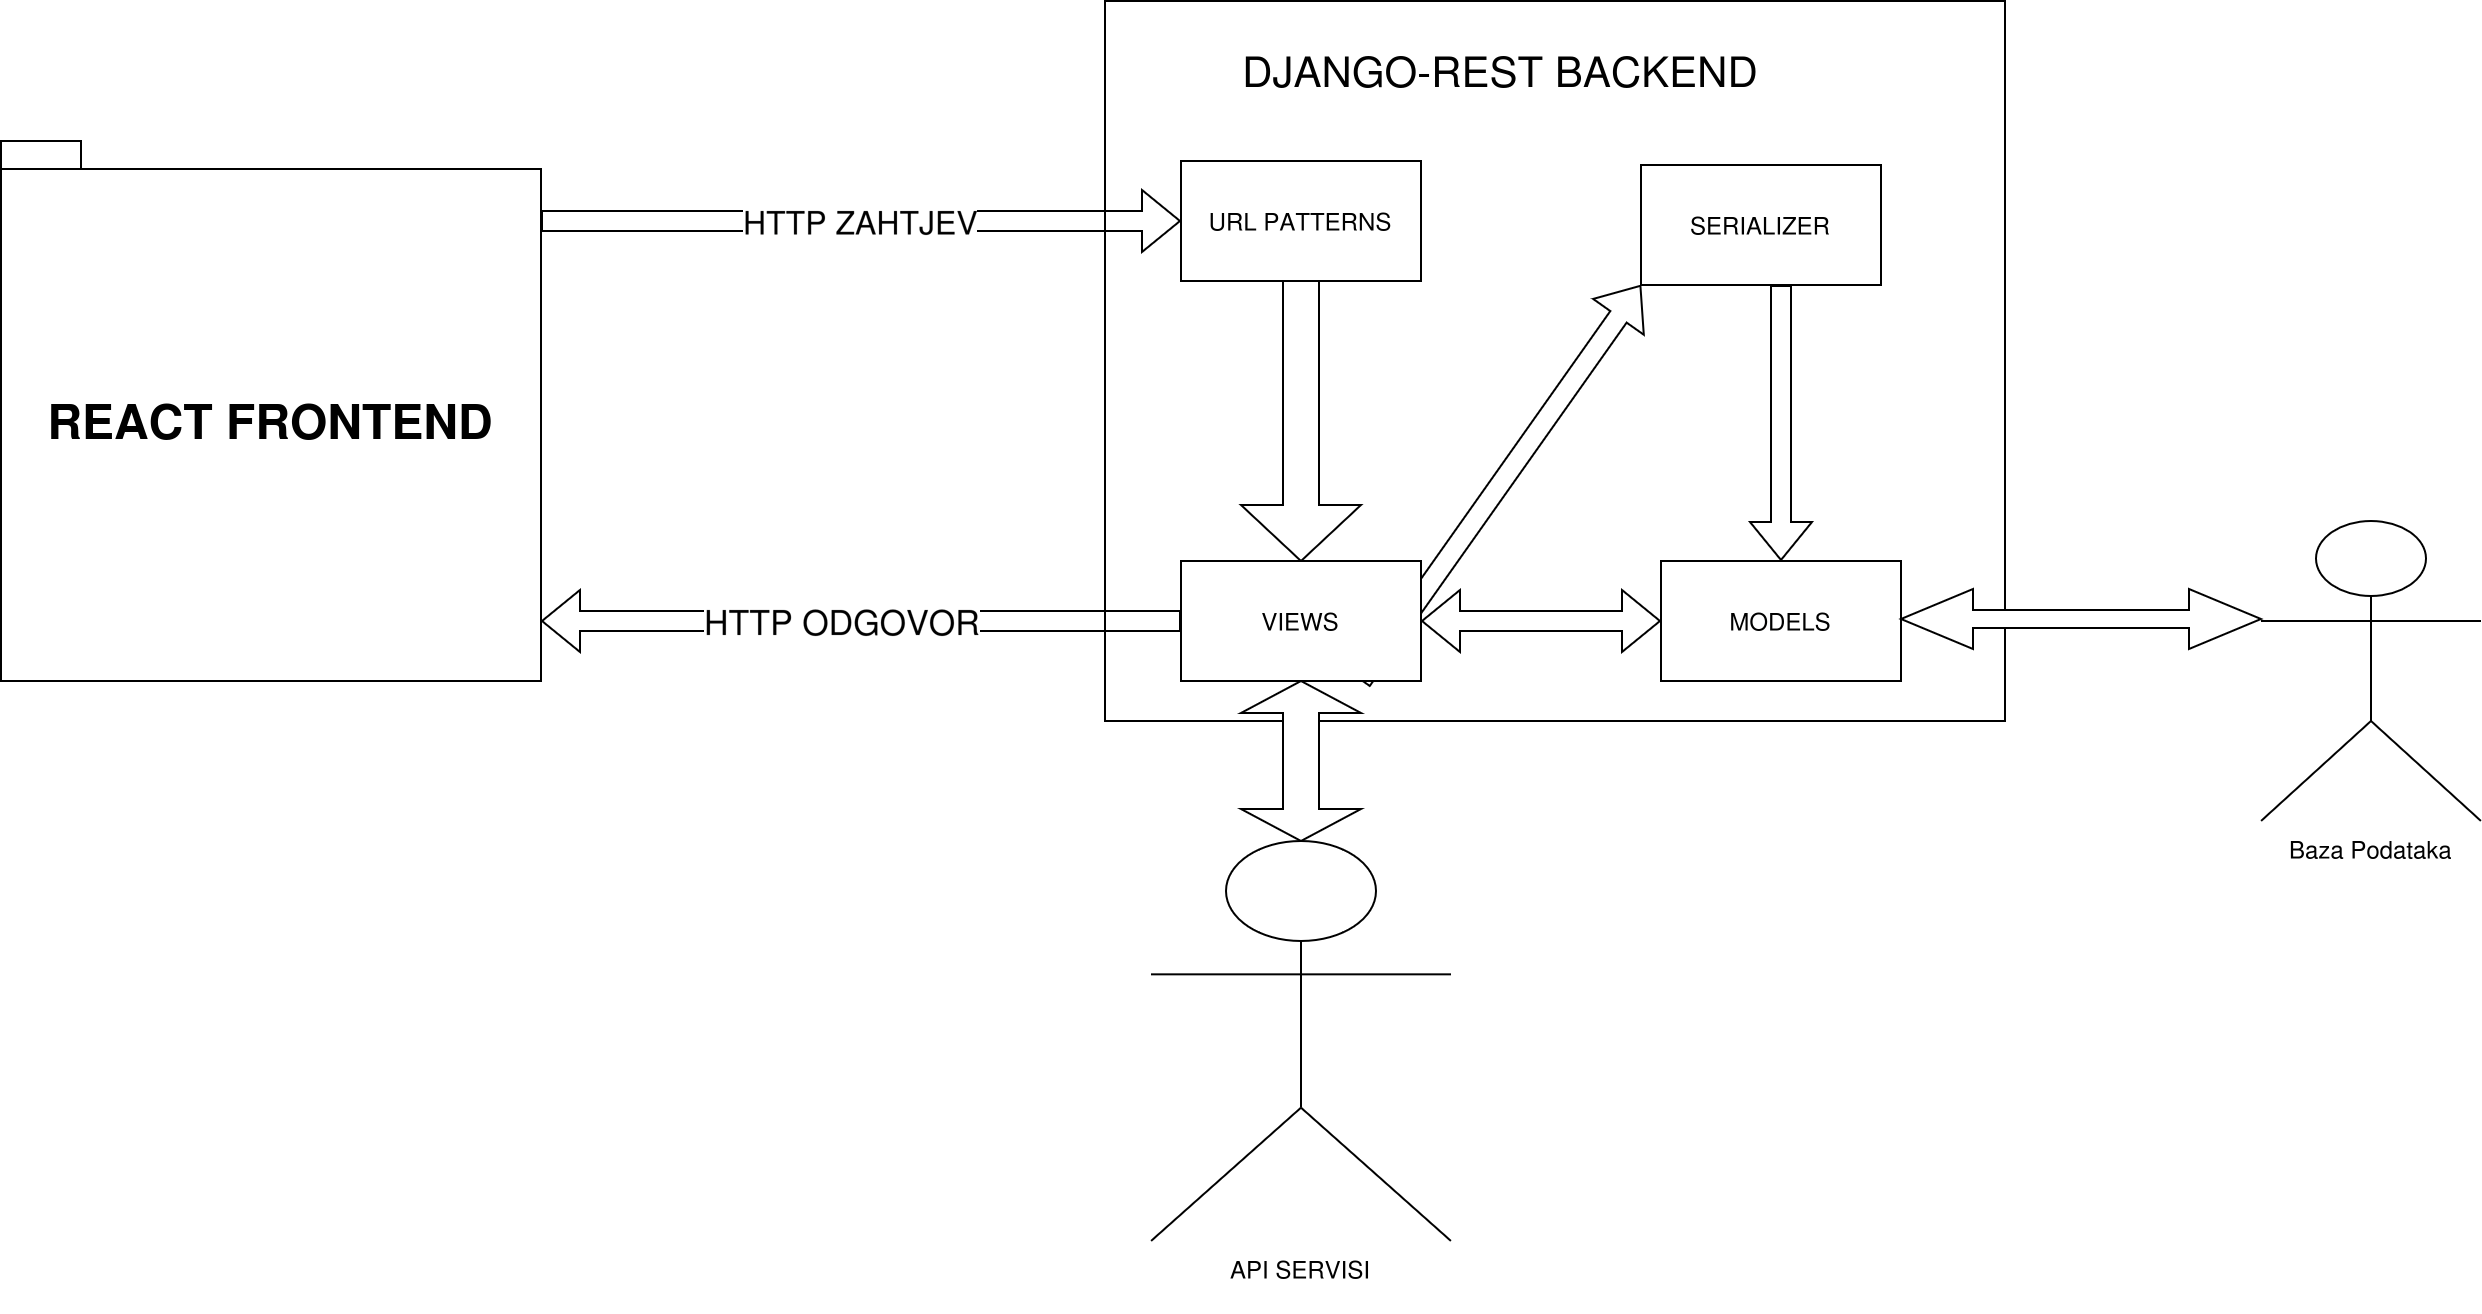 DJANGO-REST BACKEND
HTTP ZAHTJEV
URL PATTERNS
SERIALIZER
REACT FRONTEND
HTTP ODGOVOR
VIEWS
MODELS
Baza Podataka
API SERVISI